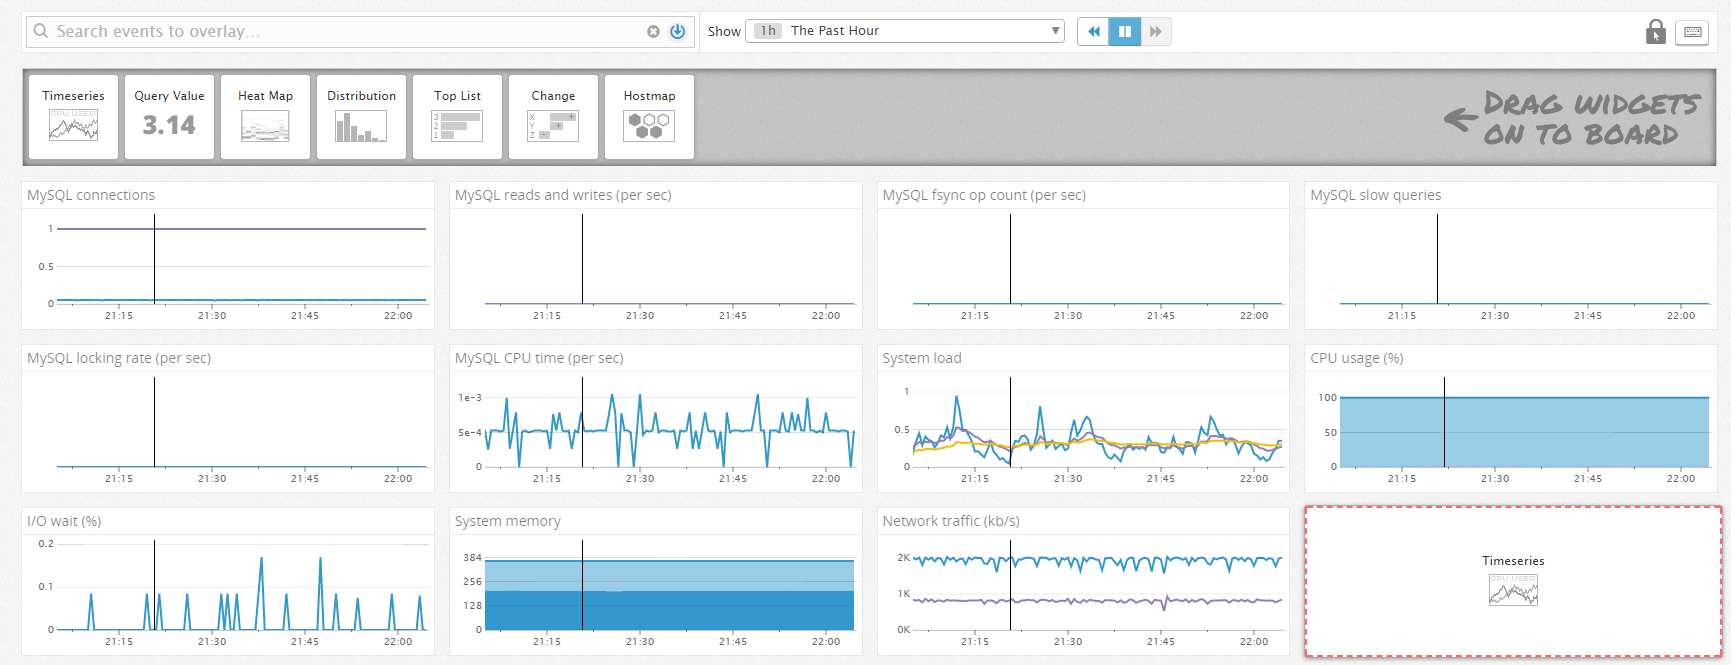 Search events to overlay...
Show 1h The Past Hour
Timeseries Query Value Heat Map Distribution Top List Change Hostmap
CPU.USER 3.14 3 2 1 X Y Z + + +
DRAG WIDGETS
ON TO BOARD
MySQL connections
1
0.5
0
21:15 21:30 21:45 22:00
MySQL reads and writes (per sec)
21:15 21:30 21:45 22:00
MySQL fsync op count (per sec)
21:15 21:30 21:45 22:00
MySQL slow queries
21:15 21:30 21:45 22:00
MySQL locking rate (per sec)
21:15 21:30 21:45 22:00
MySQL CPU time (per sec)
1e-3
5e-4
0
21:15 21:30 21:45 22:00
System load
1
0.5
0
21:15 21:30 21:45 22:00
CPU usage (%)
100
50
0
21:15 21:30 21:45 22:00
I/O wait (%)
0.2
0.1
0
21:15 21:30 21:45 22:00
System memory
384
256
128
0
21:15 21:30 21:45 22:00
Network traffic (kb/s)
2K
1K
0K
21:15 21:30 21:45 22:00
Timeseries
CPU.USER